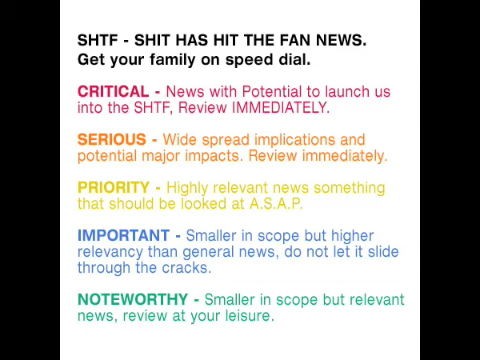 SHTF - SHIT HAS HIT THE FAN NEWS.
Get your family on speed dial.
CRITICAL - News with Potential to launch us
into the SHTF, Review IMMEDIATELY.
SERIOUS - Wide spread implications and
potential major impacts. Review immediately.
PRIORITY - Highly relevant news something
that should be looked at A.S.A.P.
IMPORTANT - Smaller in scope but higher
relevancy than general news, do not let it slide
through the cracks.
NOTEWORTHY - Smaller in scope but relevant
news, review at your leisure.